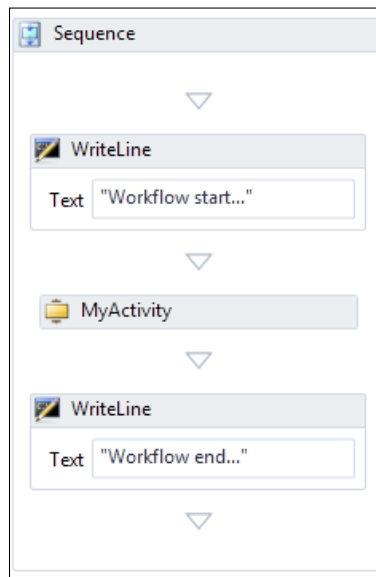 Sequence
WriteLine
Text "Workflow start..."
MyActivity
WriteLine
Text "Workflow end..."